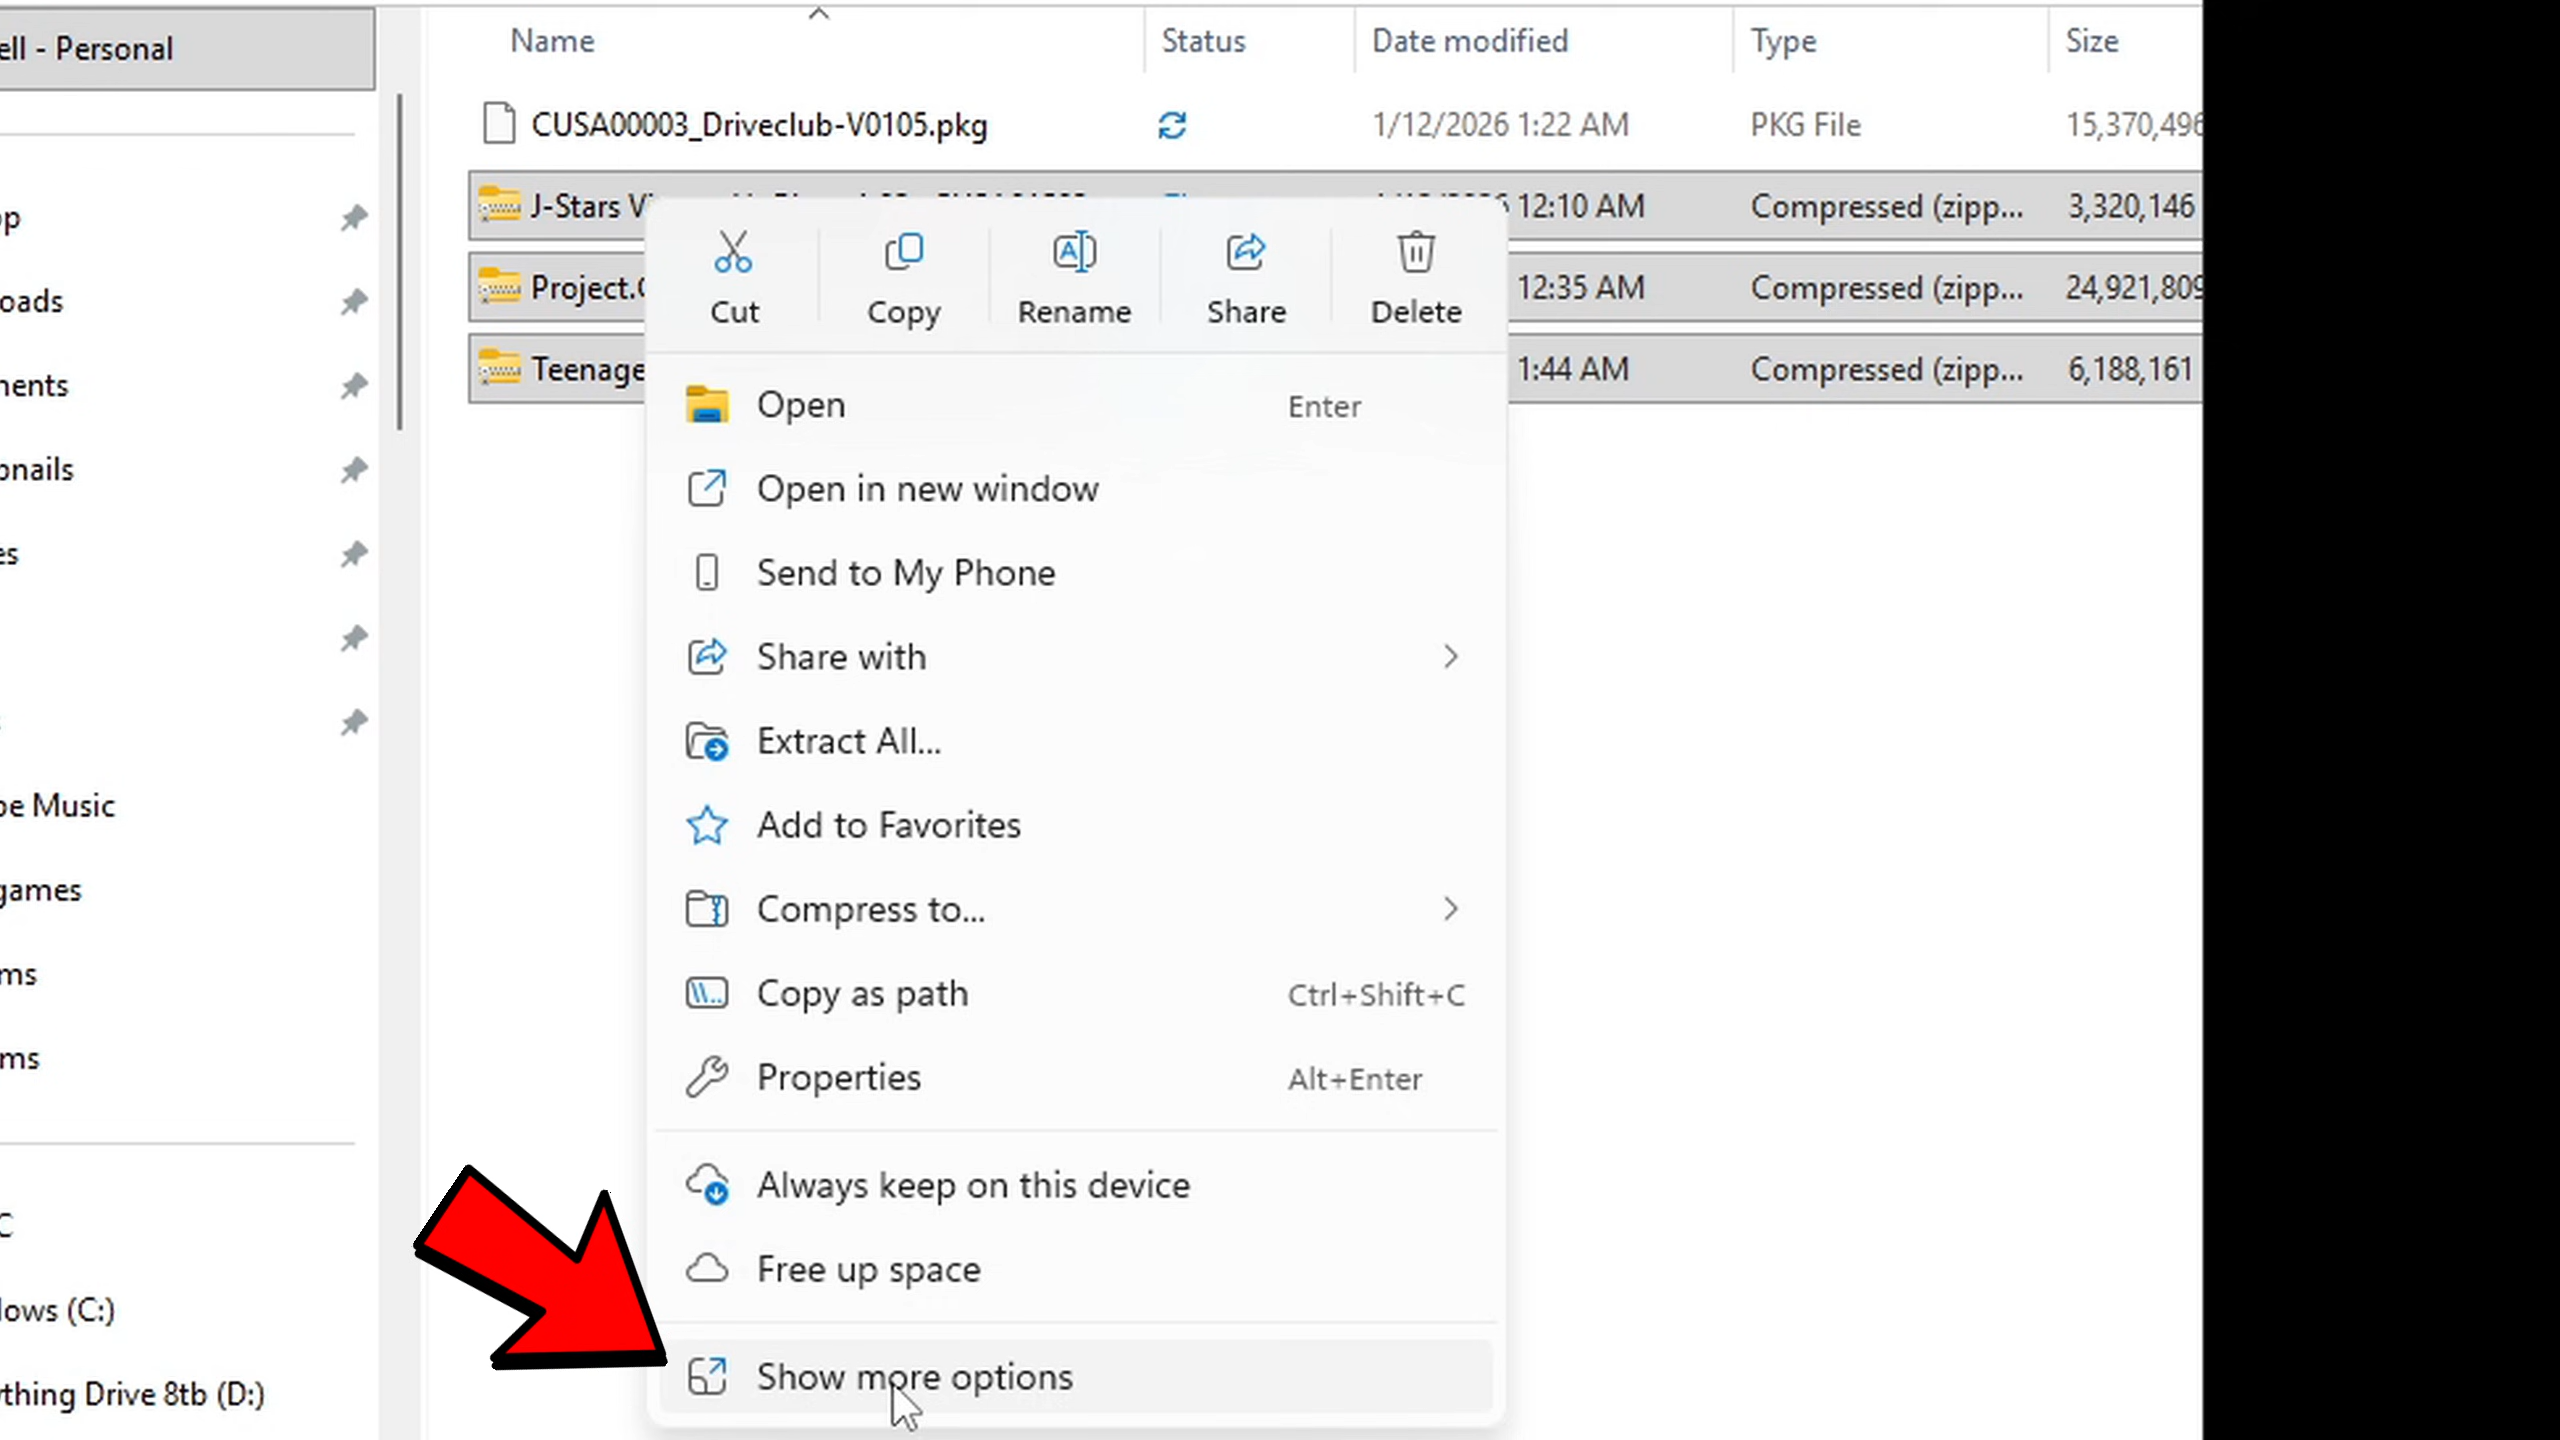 ell - Personal
Name Status Date modified Type Size
CUSA00003_Driveclub-V0105.pkg 1/12/2026 1:22 AM PKG File 15,370,496
J-Stars 12:10 AM Compressed (zipp... 3,320,146
Project. 12:35 AM Compressed (zipp... 24,921,809
Teenage 1:44 AM Compressed (zipp... 6,188,161
op
oads
nents
bnails
es
be Music
games
ms
ms
C
lows (C:)
thing Drive 8tb (D:)
Cut Copy Rename Share Delete
Open Enter
Open in new window
Send to My Phone
Share with
Extract All...
Add to Favorites
Compress to...
Copy as path Ctrl+Shift+C
Properties Alt+Enter
Always keep on this device
Free up space
Show more options